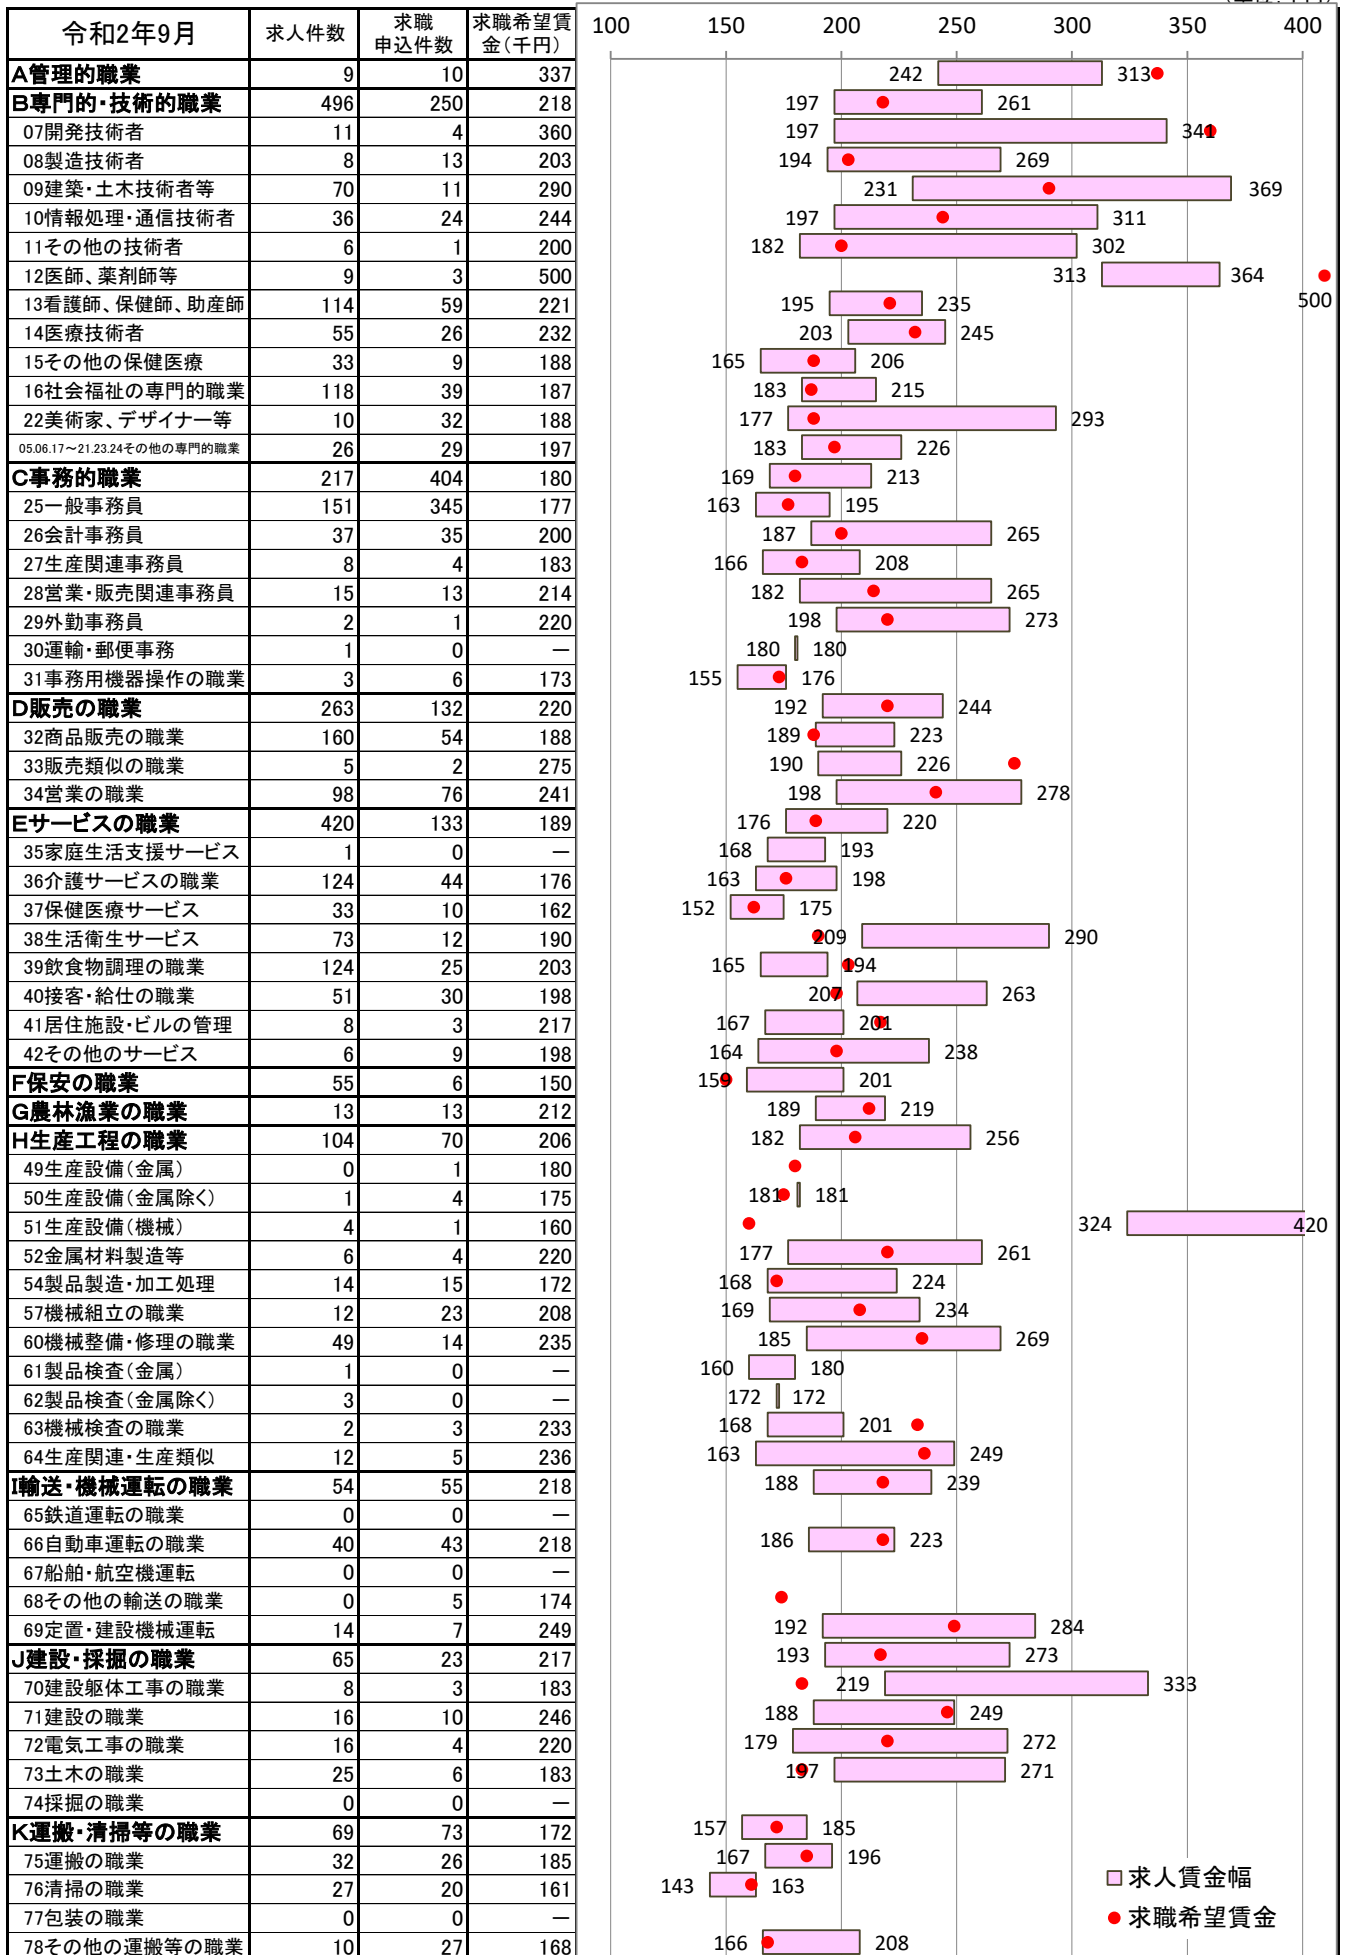 令和2年9月 求人件数 求職申込件数 求職希望賃金(千円) 100 150 200 250 300 350 400
A管理的職業 9 10 337 242 313
B専門的・技術的職業 496 250 218 197 261
07開発技術者 11 4 360 197 341
08製造技術者 8 13 203 194 269
09建築・土木技術者等 70 11 290 231 369
10情報処理・通信技術者 36 24 244 197 311
11その他の技術者 6 1 200 182 302
12医師、薬剤師等 9 3 500 313 364 500
13看護師、保健師、助産師 114 59 221 195 235
14医療技術者 55 26 232 203 245
15その他の保健医療 33 9 188 165 206
16社会福祉の専門的職業 118 39 187 183 215
22美術家、デザイナー等 10 32 188 177 293
05.06.17～21.23.24その他の専門的職業 26 29 197 183 226
C事務的職業 217 404 180 169 213
25一般事務員 151 345 177 163 195
26会計事務員 37 35 200 187 265
27生産関連事務員 8 4 183 166 208
28営業・販売関連事務員 15 13 214 182 265
29外勤事務員 2 1 220 198 273
30運輸・郵便事務 1 0 ― 180 180
31事務用機器操作の職業 3 6 173 155 176
D販売の職業 263 132 220 192 244
32商品販売の職業 160 54 188 189 223
33販売類似の職業 5 2 275 190 226
34営業の職業 98 76 241 198 278
Eサービスの職業 420 133 189 176 220
35家庭生活支援サービス 1 0 ― 168 193
36介護サービスの職業 124 44 176 163 198
37保健医療サービス 33 10 162 152 175
38生活衛生サービス 73 12 190 209 290
39飲食物調理の職業 124 25 203 165 194
40接客・給仕の職業 51 30 198 207 263
41居住施設・ビルの管理 8 3 217 167 201
42その他のサービス 6 9 198 164 238
F保安の職業 55 6 150 159 201
G農林漁業の職業 13 13 212 189 219
H生産工程の職業 104 70 206 182 256
49生産設備(金属) 0 1 180
50生産設備(金属除く) 1 4 175 181 181
51生産設備(機械) 4 1 160 324 420
52金属材料製造等 6 4 220 177 261
54製品製造・加工処理 14 15 172 168 224
57機械組立の職業 12 23 208 169 234
60機械整備・修理の職業 49 14 235 185 269
61製品検査(金属) 1 0 ― 160 180
62製品検査(金属除く) 3 0 ― 172 172
63機械検査の職業 2 3 233 168 201
64生産関連・生産類似 12 5 236 163 249
I輸送・機械運転の職業 54 55 218 188 239
65鉄道運転の職業 0 0 ―
66自動車運転の職業 40 43 218 186 223
67船舶・航空機運転 0 0 ―
68その他の輸送の職業 0 5 174
69定置・建設機械運転 14 7 249 192 284
J建設・採掘の職業 65 23 217 193 273
70建設躯体工事の職業 8 3 183 219 333
71建設の職業 16 10 246 188 249
72電気工事の職業 16 4 220 179 272
73土木の職業 25 6 183 197 271
74採掘の職業 0 0 ―
K運搬・清掃等の職業 69 73 172 157 185
75運搬の職業 32 26 185 167 196
76清掃の職業 27 20 161 143 163
77包装の職業 0 0 ―
78その他の運搬等の職業 10 27 168 166 208
求人賃金幅
求職希望賃金